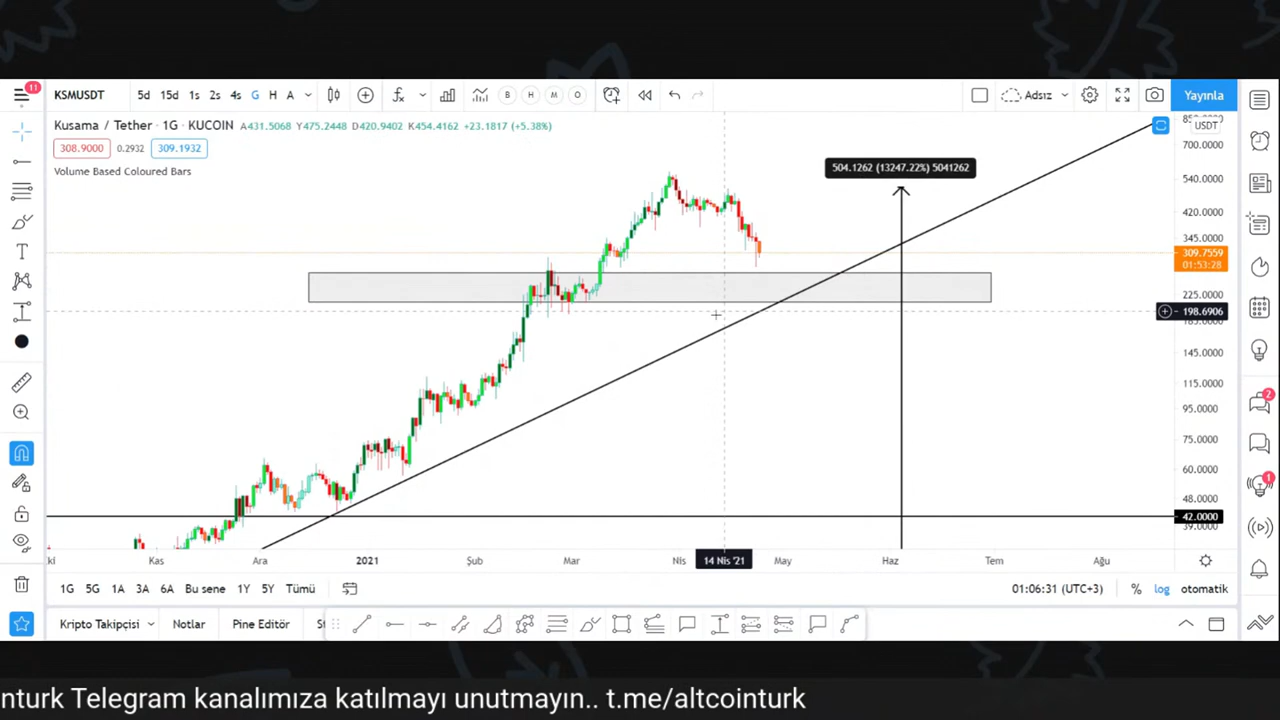 11
KSMUSDT 5d 15d 1s 2s 4s G H A B H M O Adsız Yayınla
Kusama / Tether · 1G · KUCOIN A431.5068 Y475.2448 D420.9402 K454.4162 +23.1817 (+5.38%)
USDT
308.9000 0.2932 309.1932
Volume Based Coloured Bars
504.1262 (13247.22%) 5041262
700.0000
540.0000
420.0000
345.0000
309.7559
01:53:28
225.0000
198.6906
145.0000
115.0000
95.0000
2
75.0000
60.0000
1
48.0000
42.0000
39.0000
Kas Ara 2021 Şub Mar Nis 14 Nis '21 May Haz Tem Ağu
1G 5G 1A 3A 6A Bu sene 1Y 5Y Tümü 01:06:31 (UTC+3) % log otomatik
Kripto Takipçisi Notlar Pine Editör
nturk Telegram kanalımıza katılmayı unutmayın.. t.me/altcointurk